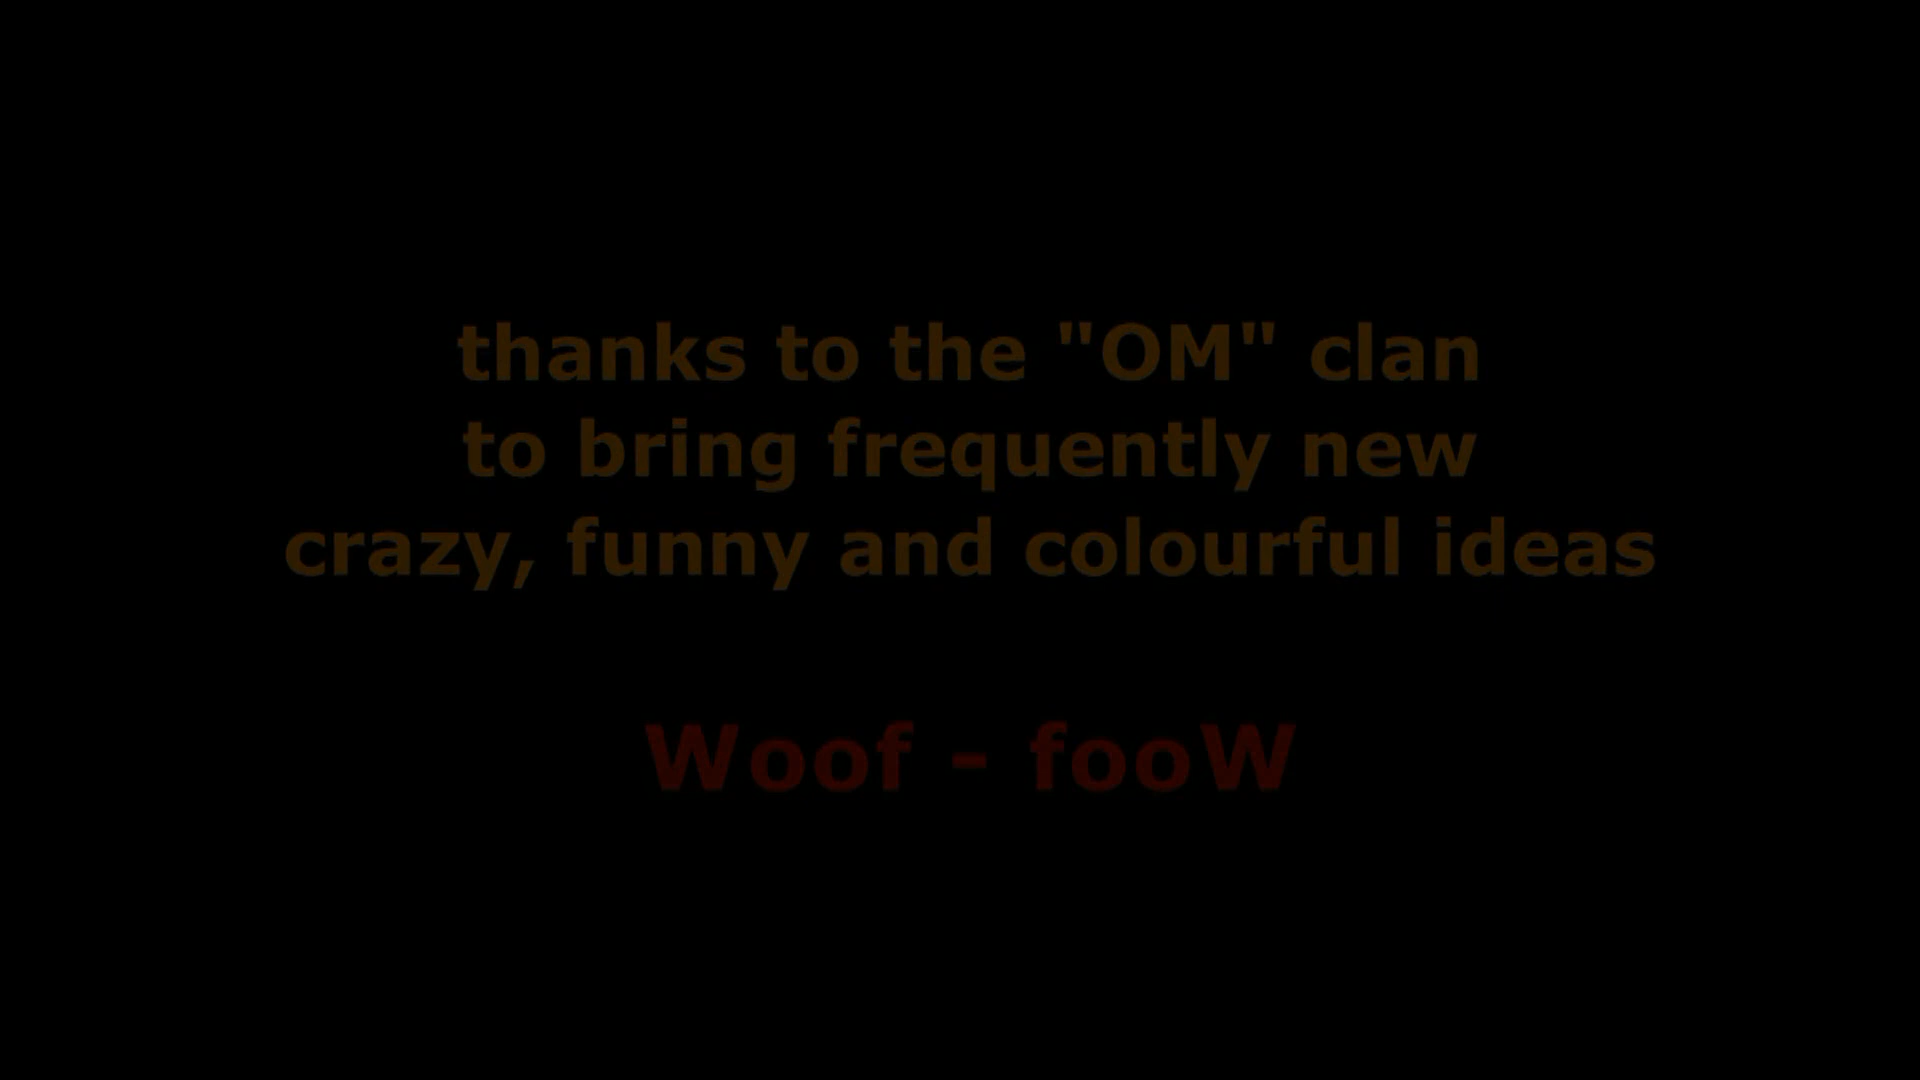 thanks to the "OM" clan
to bring frequently new
crazy, funny and colourful ideas
Woof - fooW